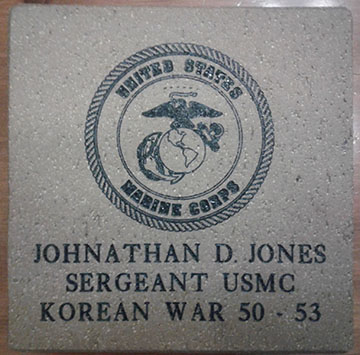 UNITED STATES
MARINE CORPS
JOHNATHAN D. JONES
SERGEANT USMC
KOREAN WAR 50 - 53